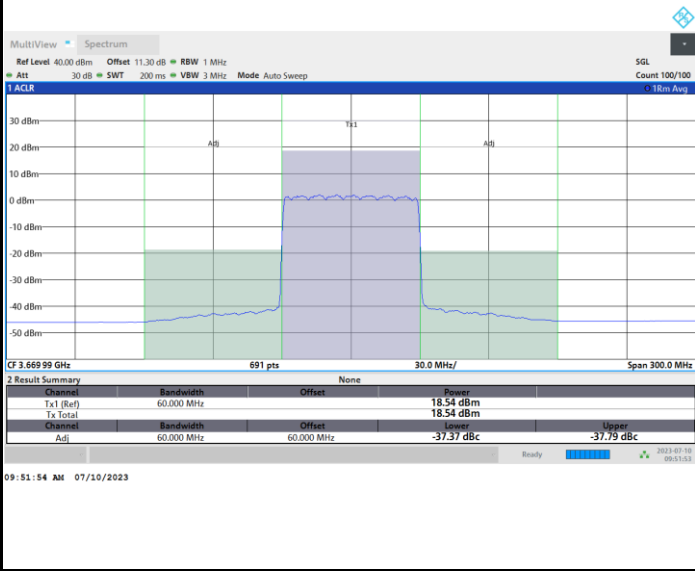 MultiView Spectrum
Ref Level 40.00 dBm Offset 11.30 dB RBW 1 MHz SGL
Att 30 dB SWT 200 ms VBW 3 MHz Mode Auto Sweep Count 100/100
1 ACLR 1Rm Avg
30 dBm
Tx1
20 dBm
Adj Adj
10 dBm
0 dBm
-10 dBm
-20 dBm
-30 dBm
-40 dBm
-50 dBm
CF 3.669 99 GHz 691 pts 30.0 MHz/ Span 300.0 MHz
2 Result Summary None
Channel Bandwidth Offset Power
Tx1 (Ref) 60.000 MHz 18.54 dBm
Tx Total 18.54 dBm
Channel Bandwidth Offset Lower Upper
Adj 60.000 MHz 60.000 MHz -37.37 dBc -37.79 dBc
Ready 2023-07-10
09:51:53
09:51:54 AM 07/10/2023